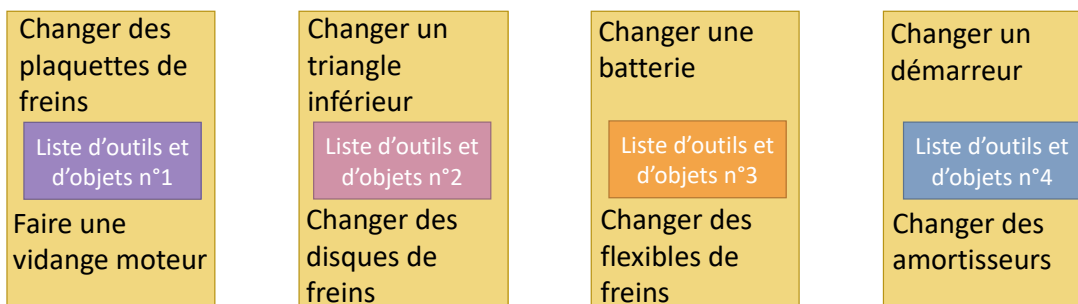 Changer des
plaquettes de
freins
Liste d'outils et
d'objets n°1
Faire une
vidange moteur
Changer un
triangle
inférieur
Liste d'outils et
d'objets n°2
Changer des
disques de
freins
Changer une
batterie
Liste d'outils et
d'objets n°3
Changer des
flexibles de
freins
Changer un
démarreur
Liste d'outils et
d'objets n°4
Changer des
amortisseurs